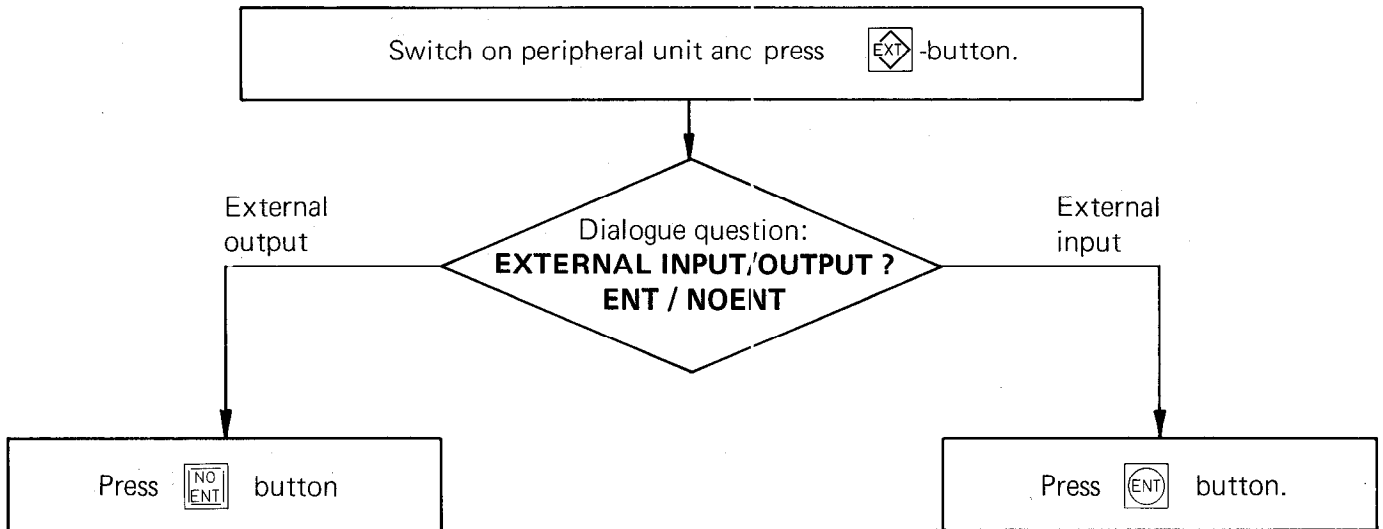 Switch on peripheral unit and press EXT -button.
External
output
Dialogue question:
EXTERNAL INPUT/OUTPUT ?
ENT / NOENT
External
input
Press NO ENT button
Press ENT button.